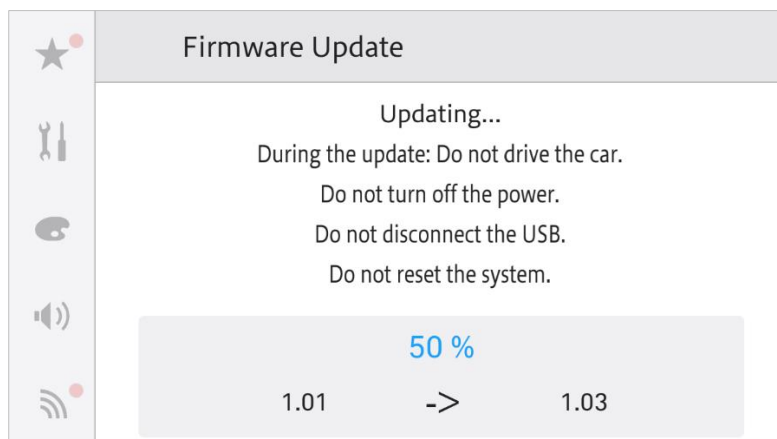 Firmware Update
Updating...
During the update: Do not drive the car.
Do not turn off the power.
Do not disconnect the USB.
Do not reset the system.
50 %
1.01 -> 1.03